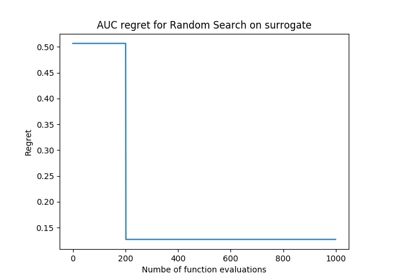 AUC regret for Random Search on surrogate
0.50
0.45
0.40
0.35
0.30
0.25
0.20
0.15
Regret
0 200 400 600 800 1000
Numbe of function evaluations